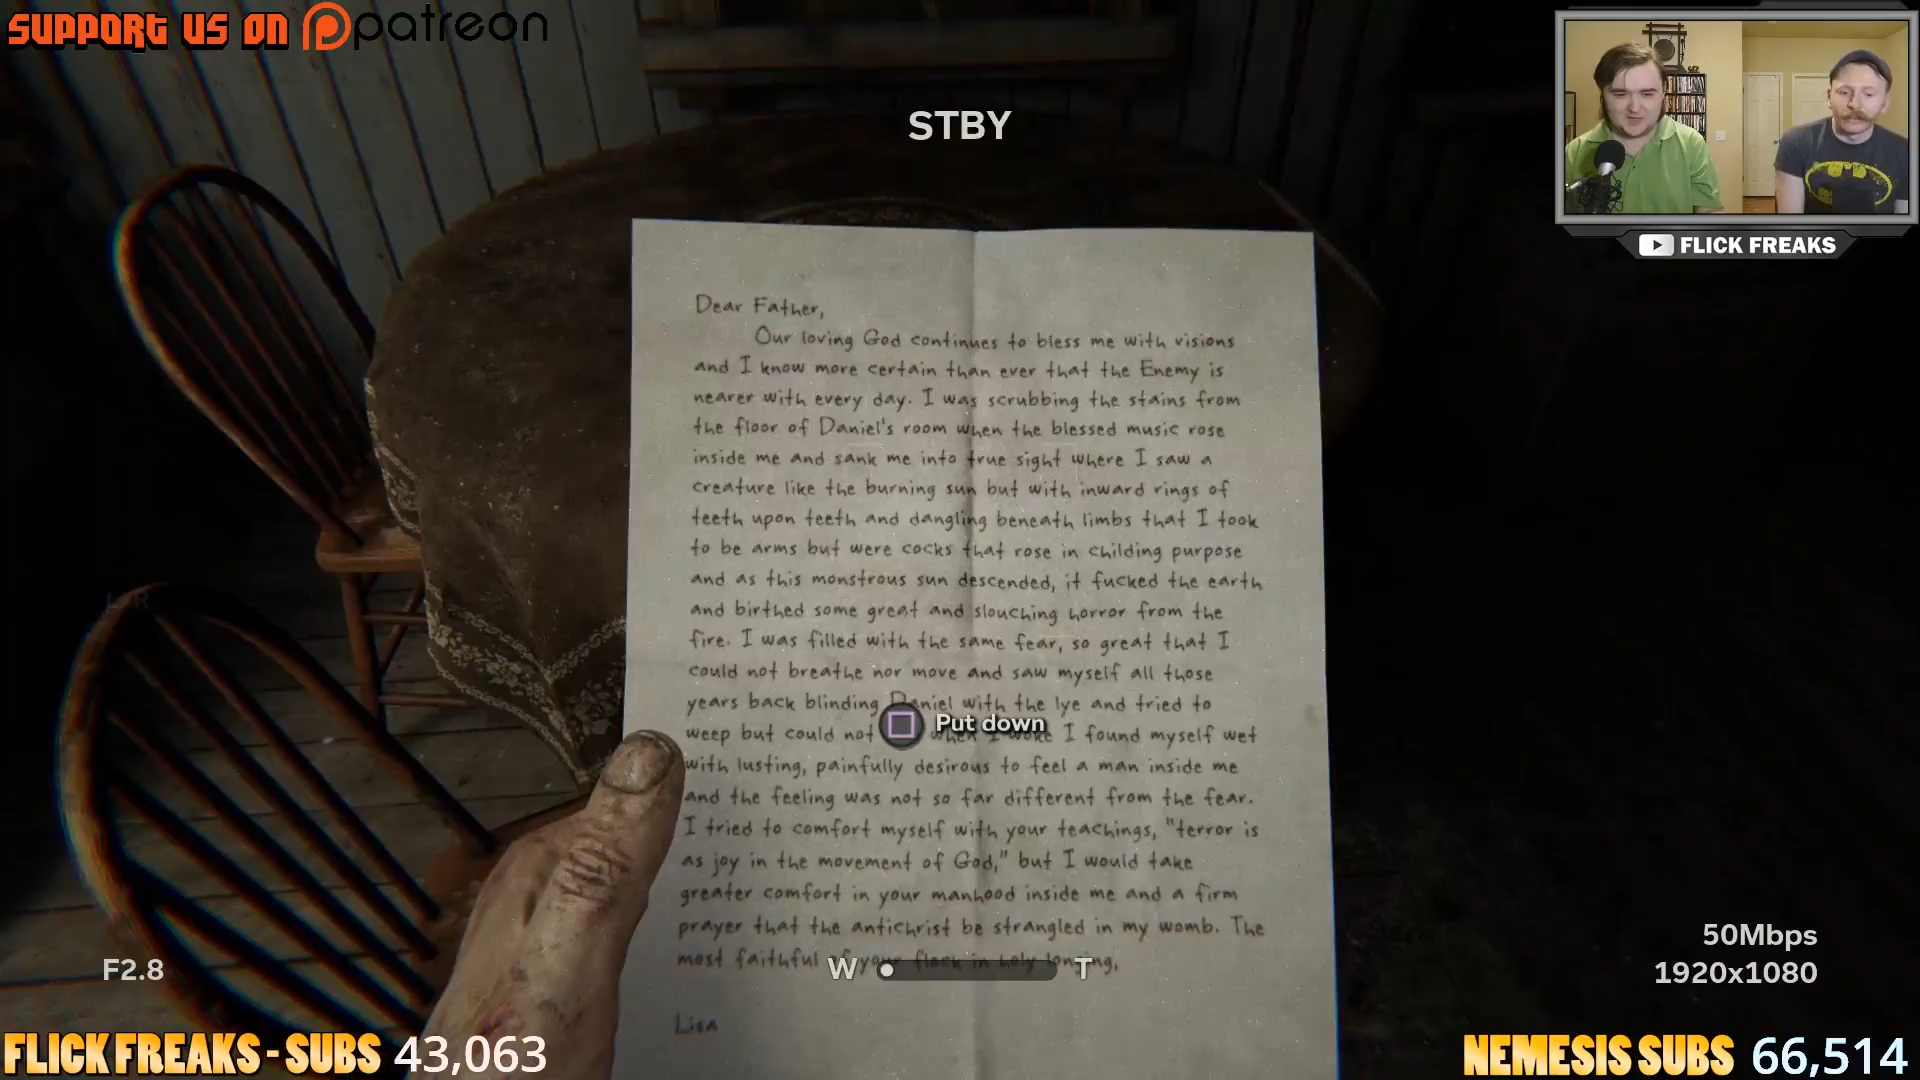 SUPPORT US ON patreon
STBY
FLICK FREAKS
Dear Father,
Our loving God continues to bless me with visions
and I know more certain than ever that the Enemy is
nearer with every day. I was scrubbing the stains from
the floor of Daniel's room when the blessed music rose
inside me and sank me into true sight where I saw a
creature like the burning sun but with inward rings of
teeth upon teeth and dangling beneath limbs that I took
to be arms but were cocks that rose in childing purpose
and as this monstrous sun descended, it fucked the earth
and birthed some great and slouching horror from the
fire. I was filled with the same fear, so great that I
could not breathe nor move and saw myself all those
years back blinding Daniel with the lye and tried to
weep but could not when I woke I found myself wet
Put down
with lusting, painfully desirous to feel a man inside me
and the feeling was not so far different from the fear.
I tried to comfort myself with your teachings, "terror is
as joy in the movement of God," but I would take
greater comfort in your manhood inside me and a firm
prayer that the antichrist be strangled in my womb. The
most faithful of your flock in holy longing,
Lisa
W T
F2.8
50Mbps
1920x1080
FLICK FREAKS - SUBS 43,063
NEMESIS SUBS 66,514